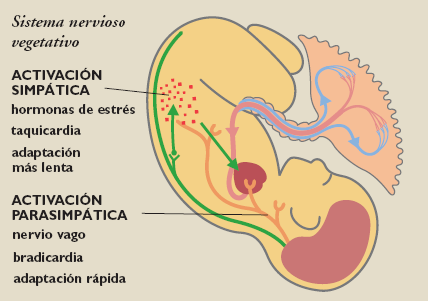 Sistema nervioso
vegetativo
ACTIVACIÓN
SIMPÁTICA
hormonas de estrés
taquicardia
adaptación
más lenta
ACTIVACIÓN
PARASIMPÁTICA
nervio vago
bradicardia
adaptación rápida